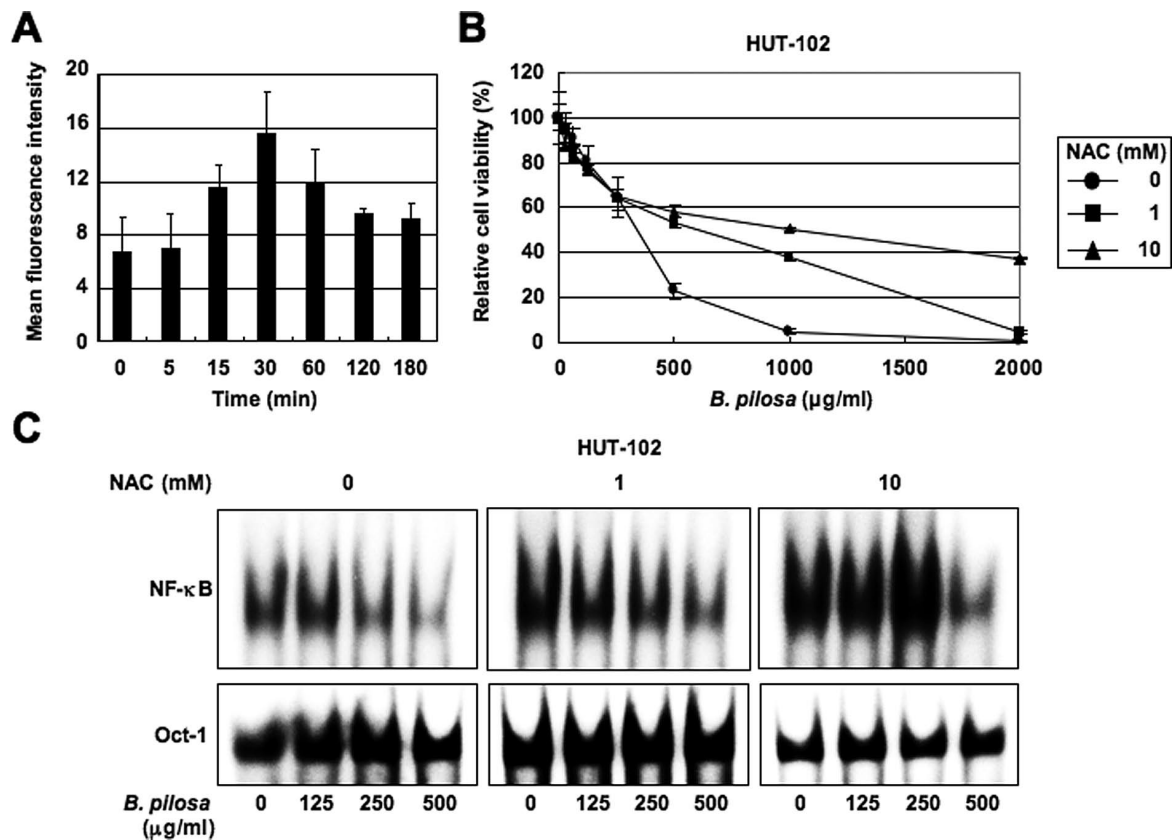 A
20
16
12
8
4
0
Mean fluorescence intensity
0 5 15 30 60 120 180
Time (min)
B
HUT-102
120
100
80
60
40
20
0
Relative cell viability (%)
0 500 1000 1500 2000
B. pilosa (µg/ml)
NAC (mM)
0
1
10
C
HUT-102
NAC (mM) 0 1 10
NF-κB
Oct-1
B. pilosa 0 125 250 500 0 125 250 500 0 125 250 500
(µg/ml)